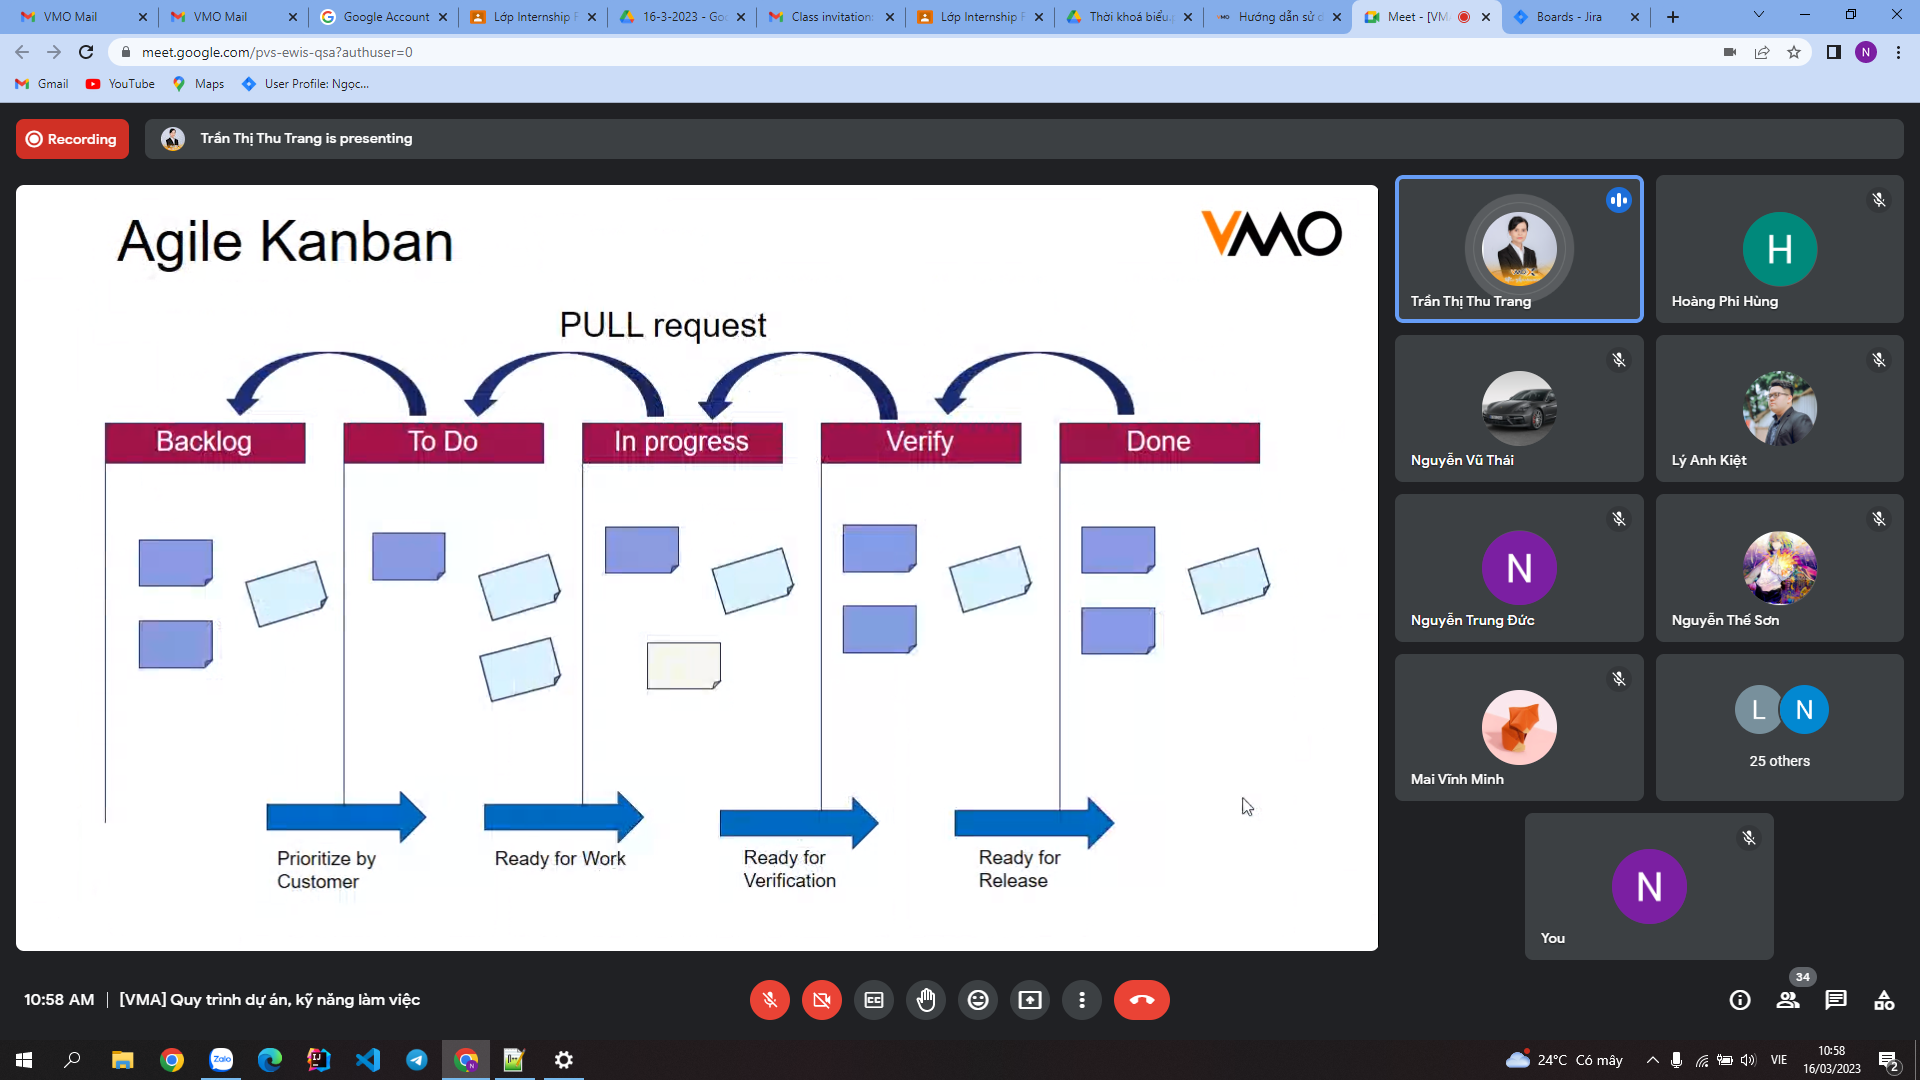 VMO Mail
VMO Mail
Google Account
Lớp Internship F
16-3-2023 - Goo
Class invitation:
Lớp Internship F
Thời khoá biểu.p
Hướng dẫn sử d
Meet - [VMA
Boards - Jira
meet.google.com/pvs-ewis-qsa?authuser=0
N
Gmail
YouTube
Maps
User Profile: Ngọc...
Recording
Trần Thị Thu Trang is presenting
Agile Kanban
VMO
PULL request
Backlog
To Do
In progress
Verify
Done
Prioritize by
Customer
Ready for Work
Ready for
Verification
Ready for
Release
Trần Thị Thu Trang
H
Hoàng Phi Hùng
Nguyễn Vũ Thái
Lý Anh Kiệt
N
Nguyễn Trung Đức
Nguyễn Thế Sơn
Mai Vĩnh Minh
L N
25 others
N
You
10:58 AM | [VMA] Quy trình dự án, kỹ năng làm việc
34
Zalo
24°C Có mây
VIE
10:58
16/03/2023
2